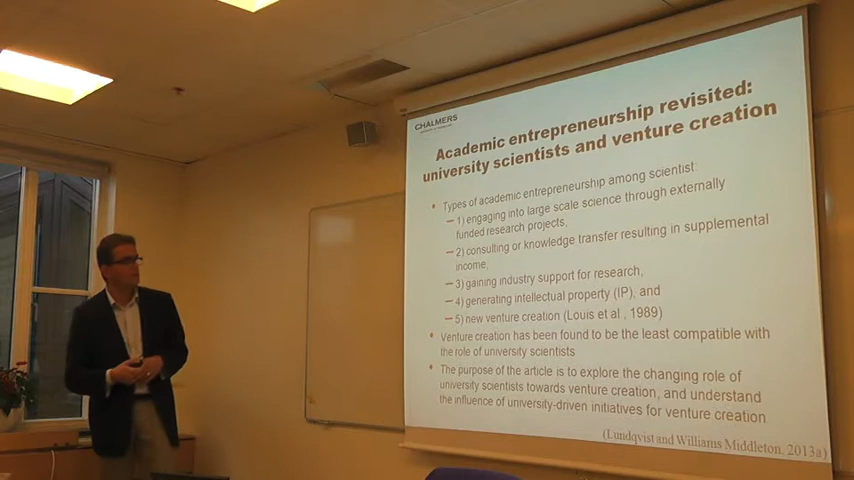 CHALMERS
Academic entrepreneurship revisited:
university scientists and venture creation
• Types of academic entrepreneurship among scientist:
– 1) engaging into large scale science through externally
funded research projects,
– 2) consulting or knowledge transfer resulting in supplemental
income,
– 3) gaining industry support for research,
– 4) generating intellectual property (IP), and
– 5) new venture creation (Louis et al, 1989)
• Venture creation has been found to be the least compatible with
the role of university scientists
• The purpose of the article is to explore the changing role of
university scientists towards venture creation, and understand
the influence of university-driven initiatives for venture creation
(Lundqvist and Williams Middleton, 2013a)